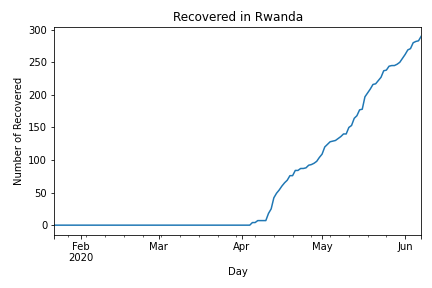 Recovered in Rwanda
Number of Recovered
300
250
200
150
100
50
0
Feb
2020
Mar
Apr
May
Jun
Day